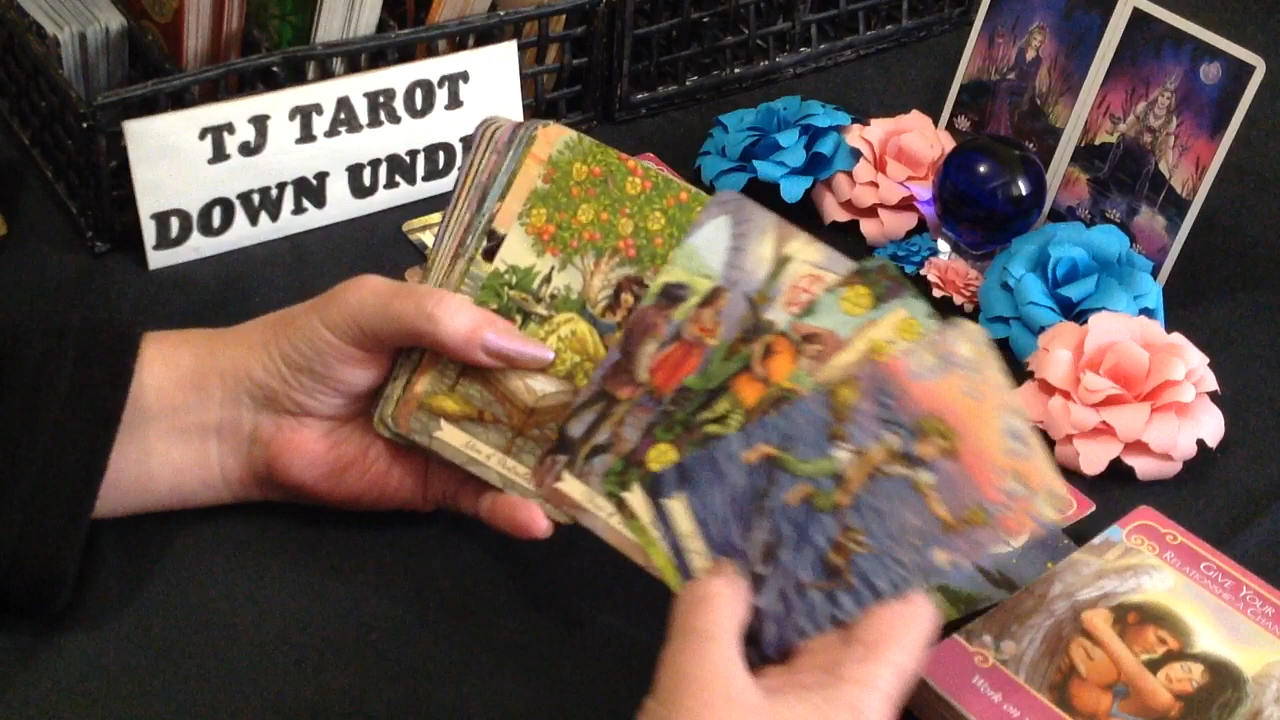 TJ TAROT
DOWN UND
GIVE YOUR
RELATIONSHIP A CHAN
Work on